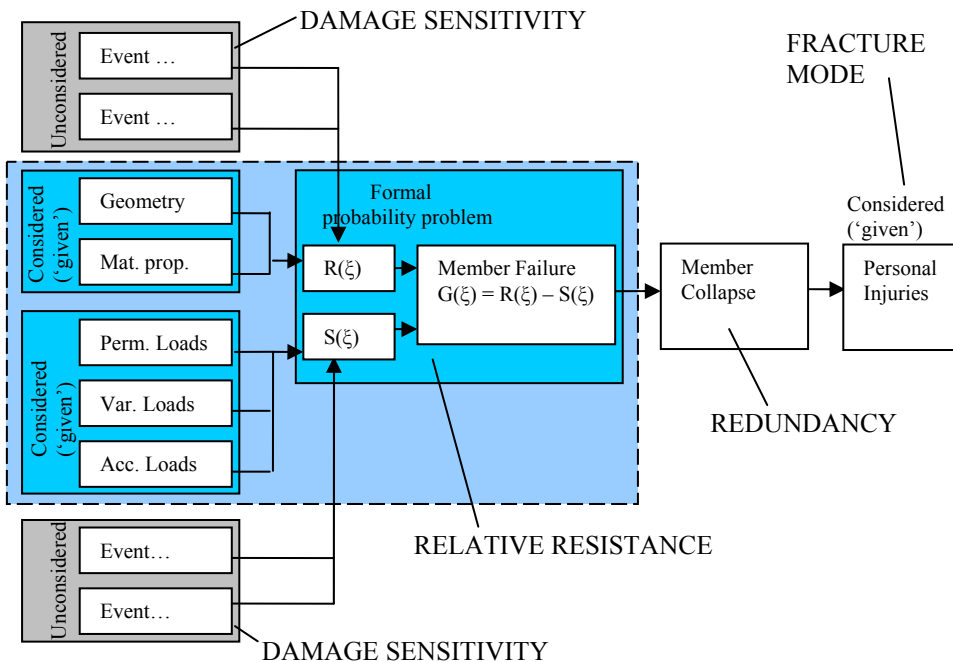 DAMAGE SENSITIVITY
Unconsidered
Event …
Event …
FRACTURE
MODE
Considered
(‘given’)
Geometry
Mat. prop.
Formal
probability problem
R(ξ)
S(ξ)
Member Failure
G(ξ) = R(ξ) – S(ξ)
Member
Collapse
Considered
(‘given’)
Personal
Injuries
Considered
(‘given’)
Perm. Loads
Var. Loads
Acc. Loads
REDUNDANCY
RELATIVE RESISTANCE
Unconsidered
Event…
Event…
DAMAGE SENSITIVITY